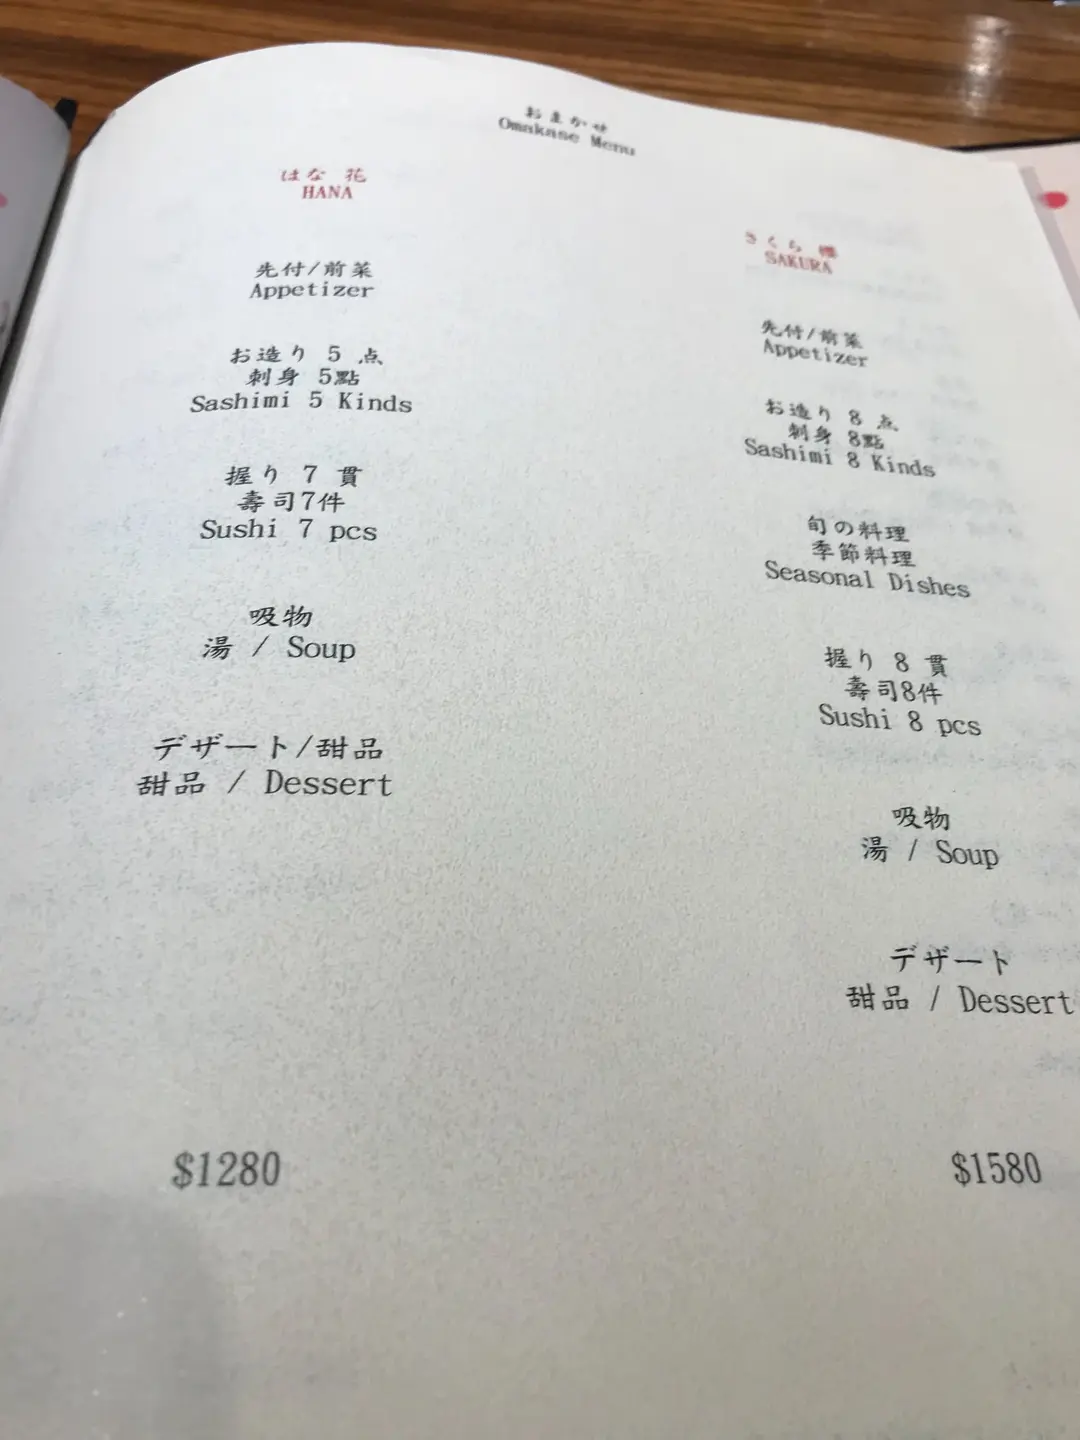 おまかせ
Omakase Menu
はな 花
HANA
先付/前菜
Appetizer
お造り 5 点
刺身 5點
Sashimi 5 Kinds
握り 7 貫
壽司7件
Sushi 7 pcs
吸物
湯 / Soup
デザート/甜品
甜品 / Dessert
$1280
さくら 櫻
SAKURA
先付/前菜
Appetizer
お造り 8 点
刺身 8點
Sashimi 8 Kinds
旬の料理
季節料理
Seasonal Dishes
握り 8 貫
壽司8件
Sushi 8 pcs
吸物
湯 / Soup
デザート
甜品 / Dessert
$1580